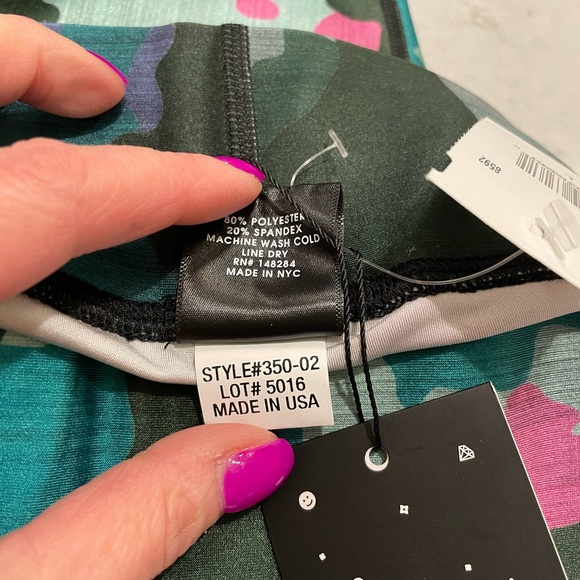 80% POLYESTER
20% SPANDEX
MACHINE WASH COLD
LINE DRY
RN# 148284
MADE IN NYC
STYLE#350-02
LOT# 5016
MADE IN USA
8592